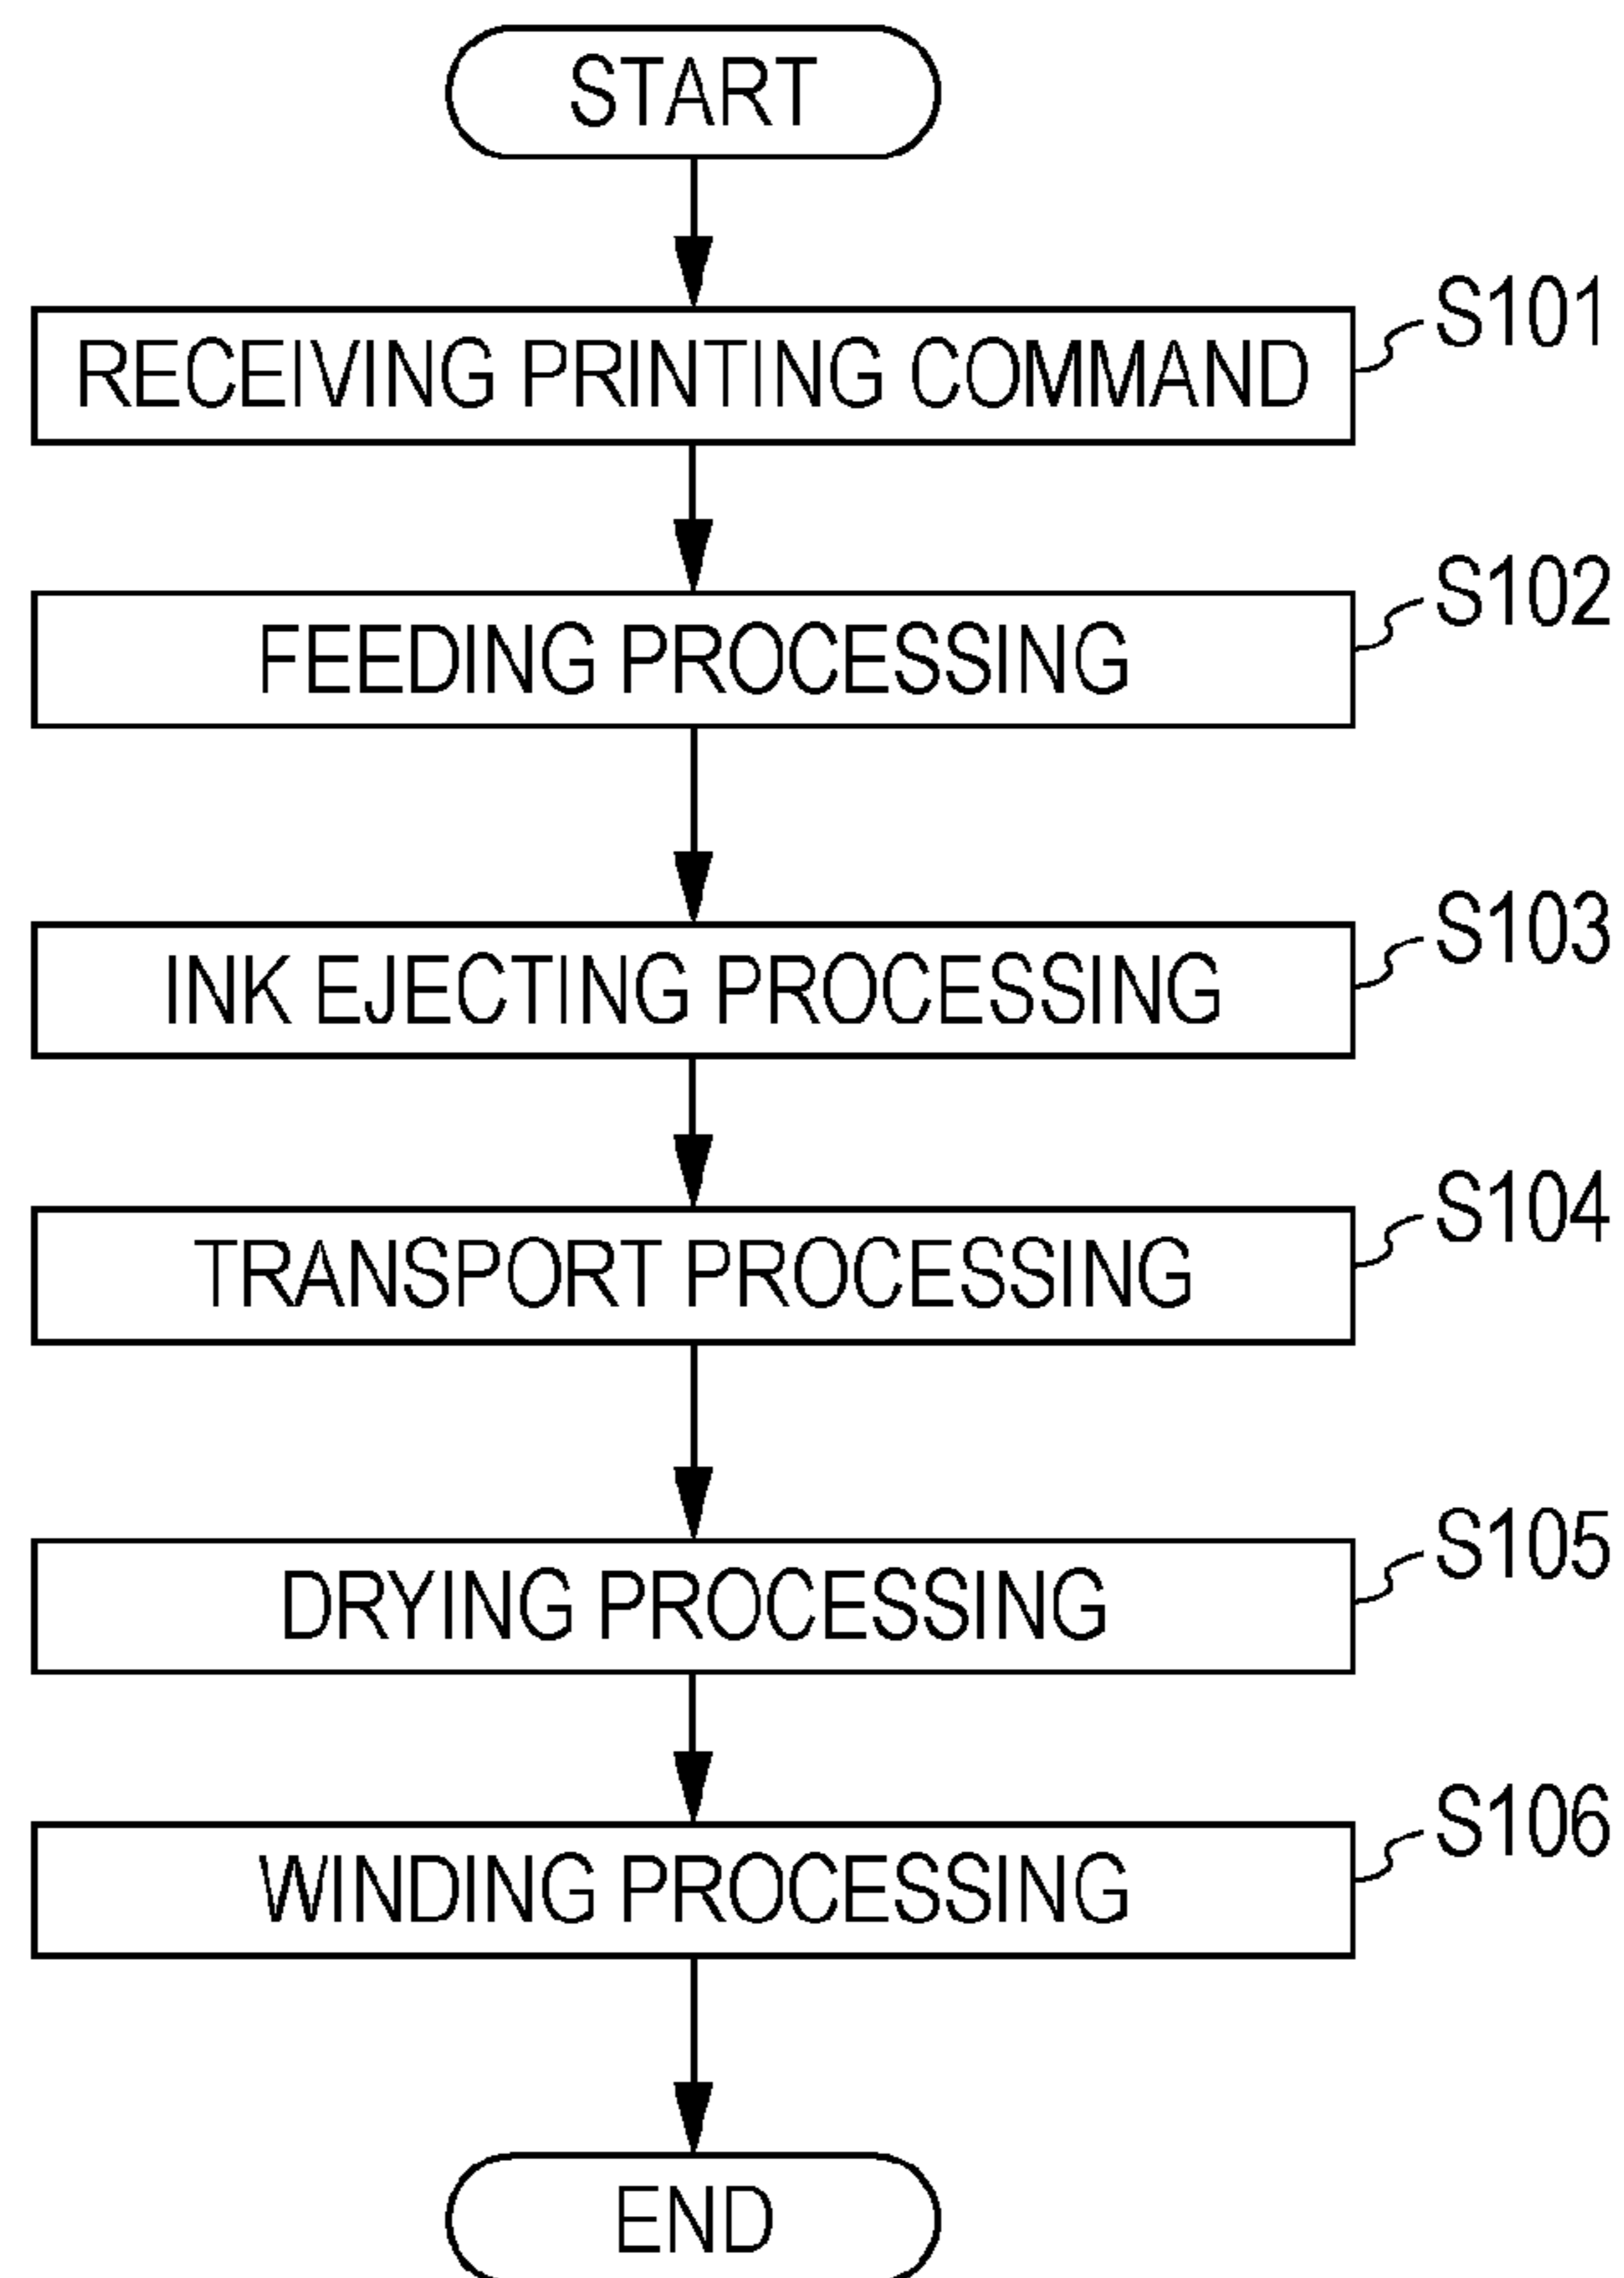 START
RECEIVING PRINTING COMMAND S101
FEEDING PROCESSING S102
INK EJECTING PROCESSING S103
TRANSPORT PROCESSING S104
DRYING PROCESSING S105
WINDING PROCESSING S106
END